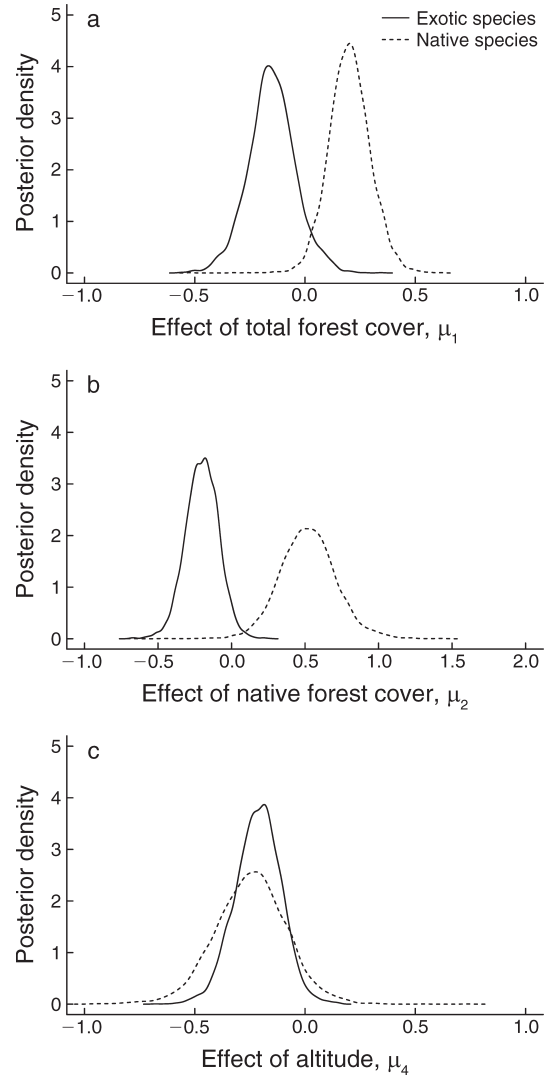 a
Exotic species
Native species
Posterior density
5
4
3
2
1
0
−1.0 −0.5 0.0 0.5 1.0
Effect of total forest cover, μ1
b
Posterior density
5
4
3
2
1
0
−1.0 −0.5 0.0 0.5 1.0 1.5 2.0
Effect of native forest cover, μ2
c
Posterior density
5
4
3
2
1
0
−1.0 −0.5 0.0 0.5 1.0
Effect of altitude, μ4